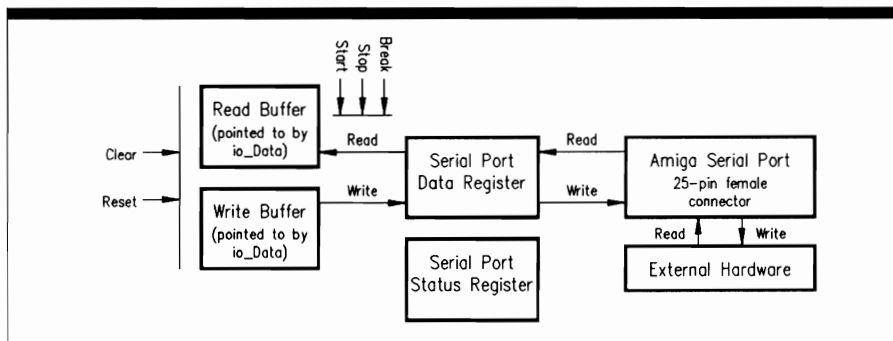 Start
Stop
Break
Read Buffer
(pointed to by
io_Data)
Clear
Reset
Write Buffer
(pointed to by
io_Data)
Read
Write
Serial Port
Data Register
Serial Port
Status Register
Read
Write
Amiga Serial Port
25-pin female
connector
Read
Write
External Hardware